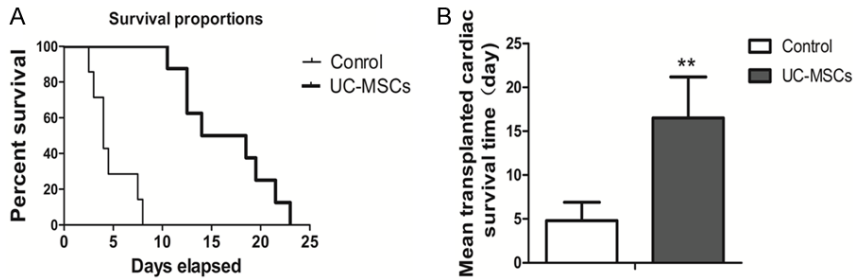 A
Survival proportions
Percent survival
100
80
60
40
20
0
0 5 10 15 20 25
Days elapsed
Conrol
UC-MSCs
B
Mean transplanted cardiac
survival time (day)
25
20
15
10
5
0
**
Control
UC-MSCs